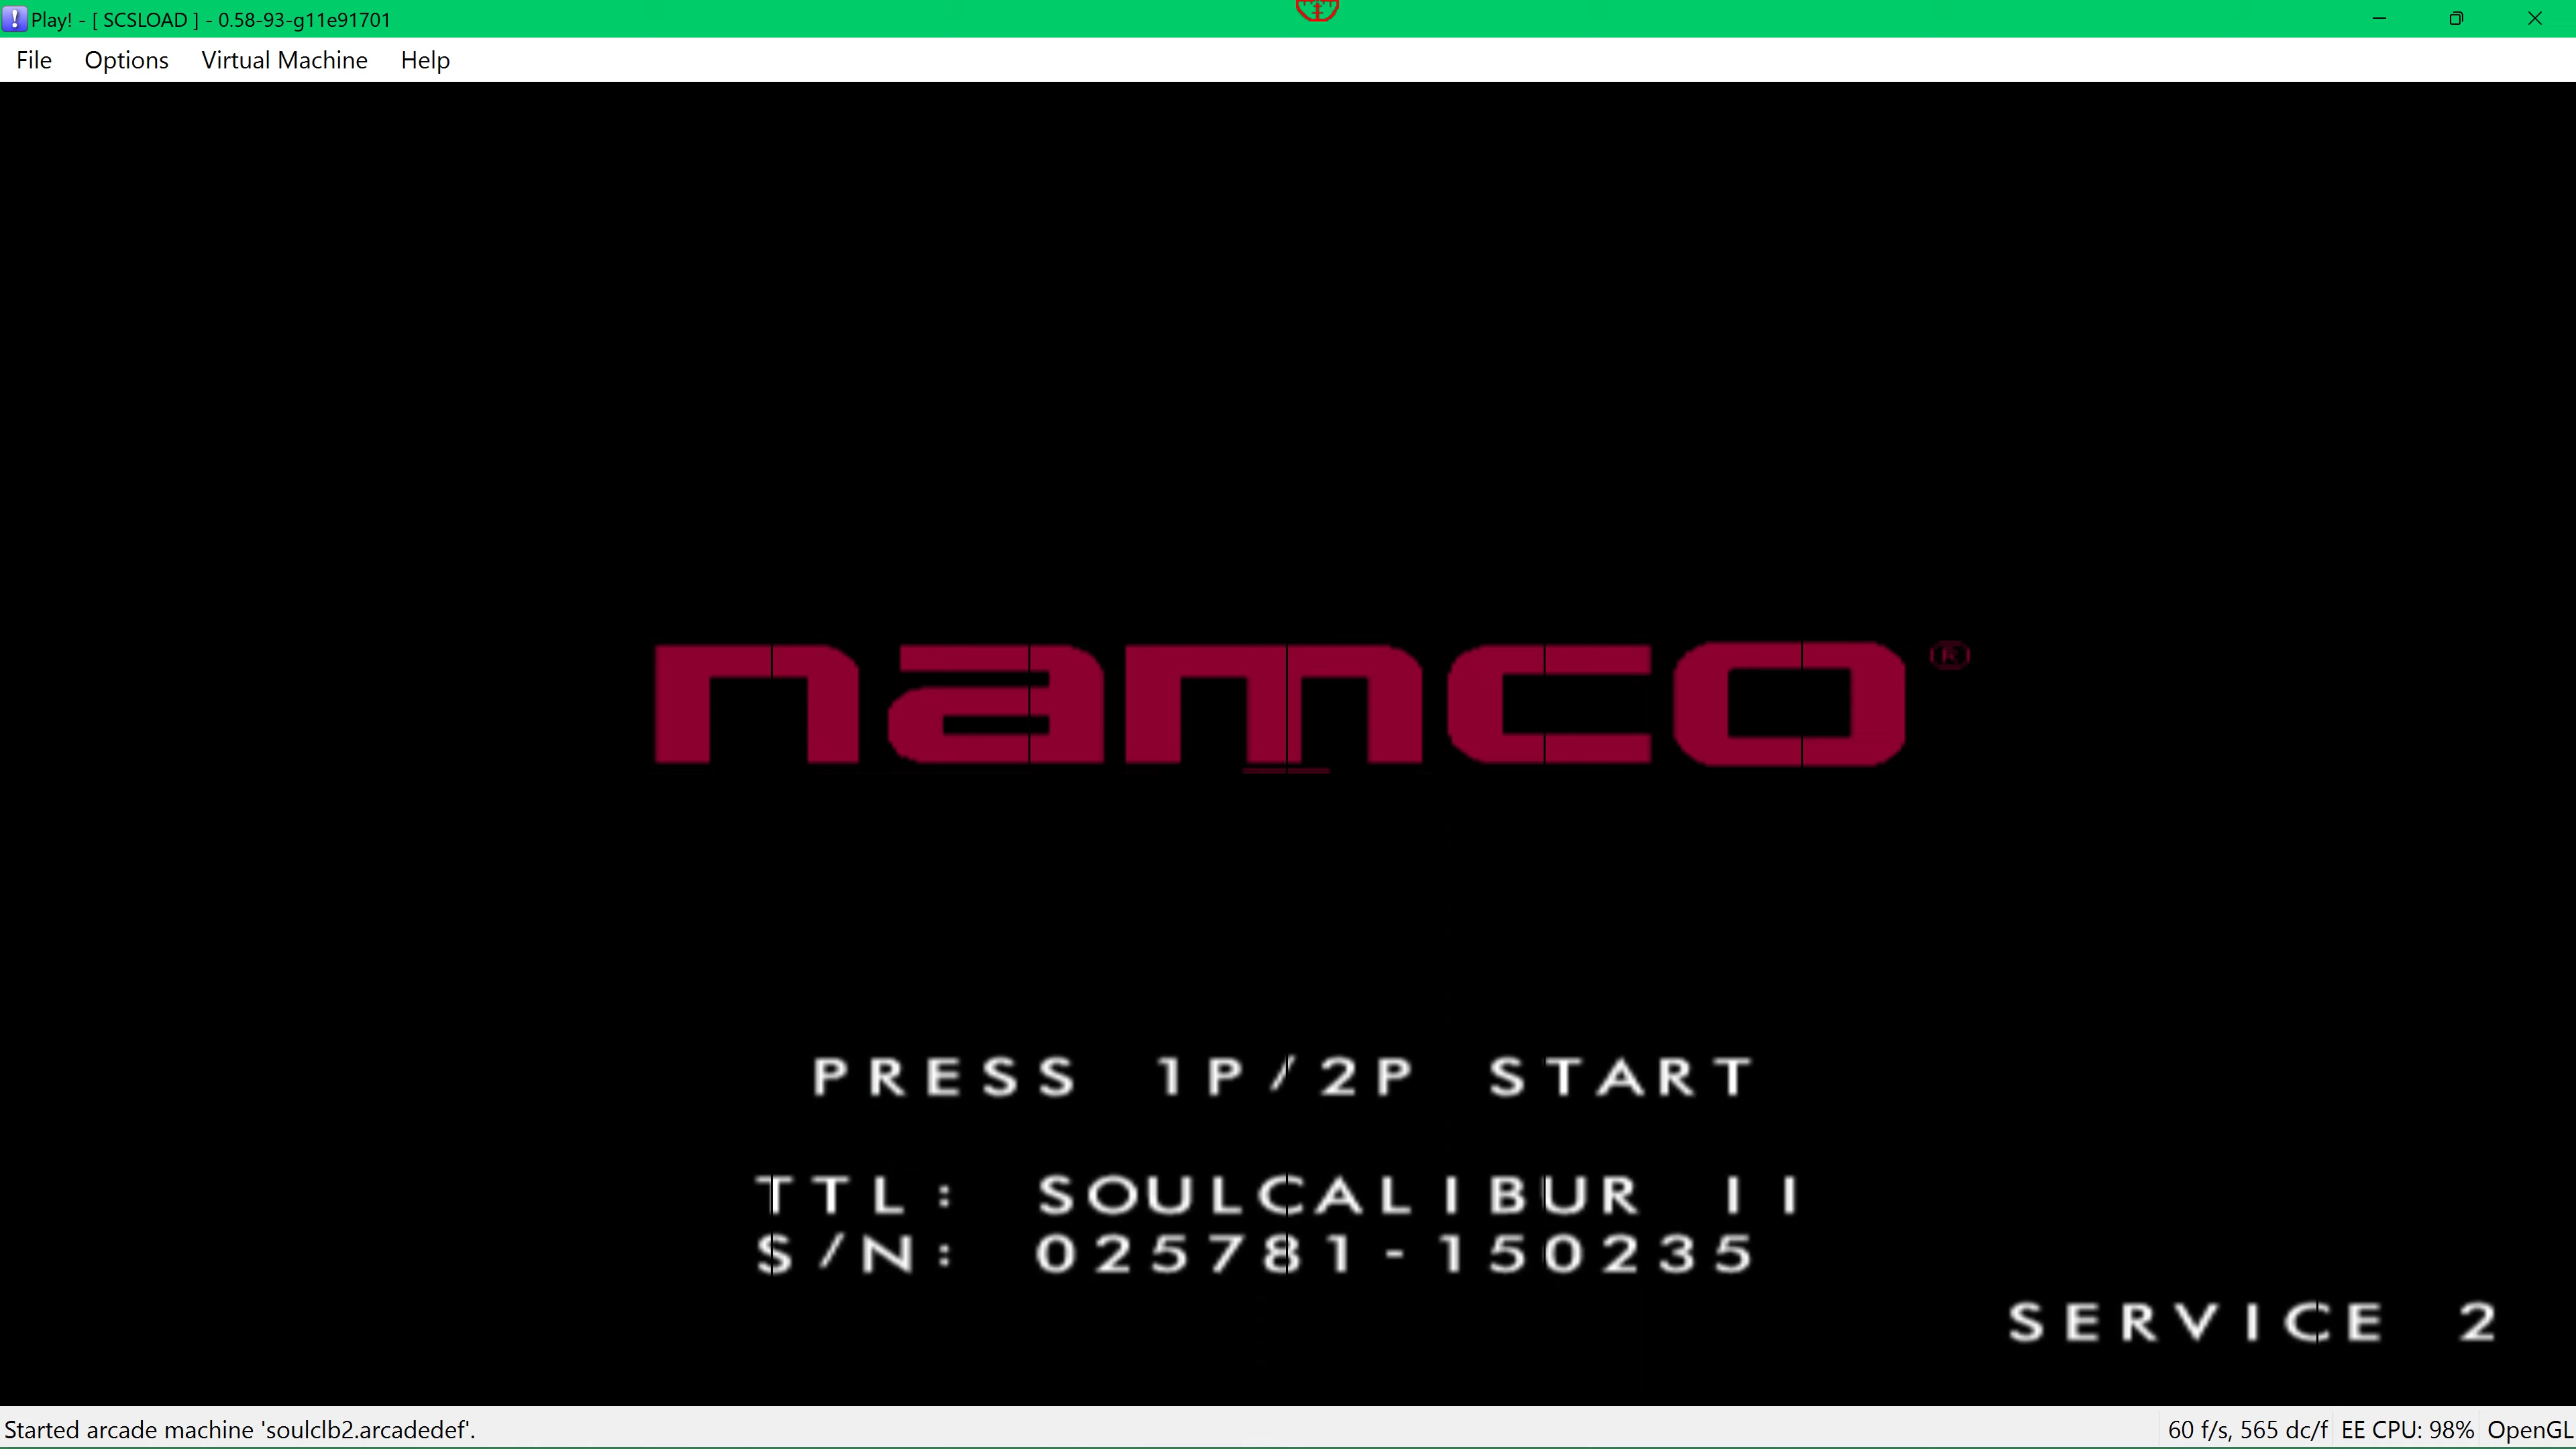 Play! - [ SCSLOAD ] - 0.58-93-g11e91701
File Options Virtual Machine Help
namco®
PRESS 1P/2P START
TTL: SOULCALIBUR II
S/N: 025781-150235
SERVICE 2
Started arcade machine 'soulclb2.arcadedef'.
60 f/s, 565 dc/f EE CPU: 98% OpenGL